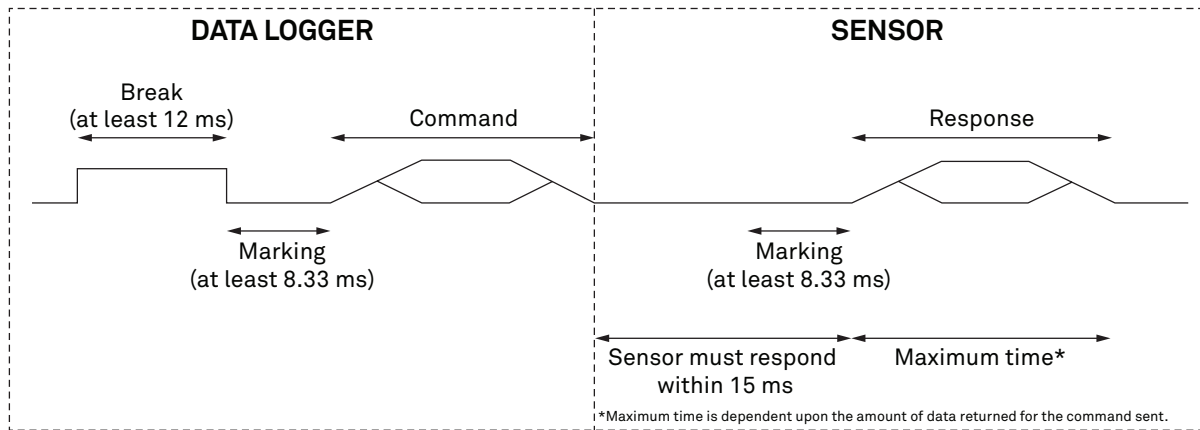 DATA LOGGER
SENSOR
Break
(at least 12 ms)
Command
Response
Marking
(at least 8.33 ms)
Marking
(at least 8.33 ms)
Sensor must respond
within 15 ms
Maximum time*
*Maximum time is dependent upon the amount of data returned for the command sent.